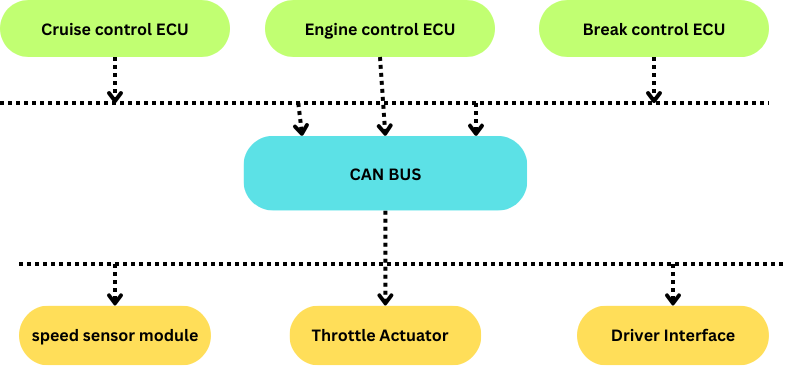 Cruise control ECU
Engine control ECU
Break control ECU
CAN BUS
speed sensor module
Throttle Actuator
Driver Interface